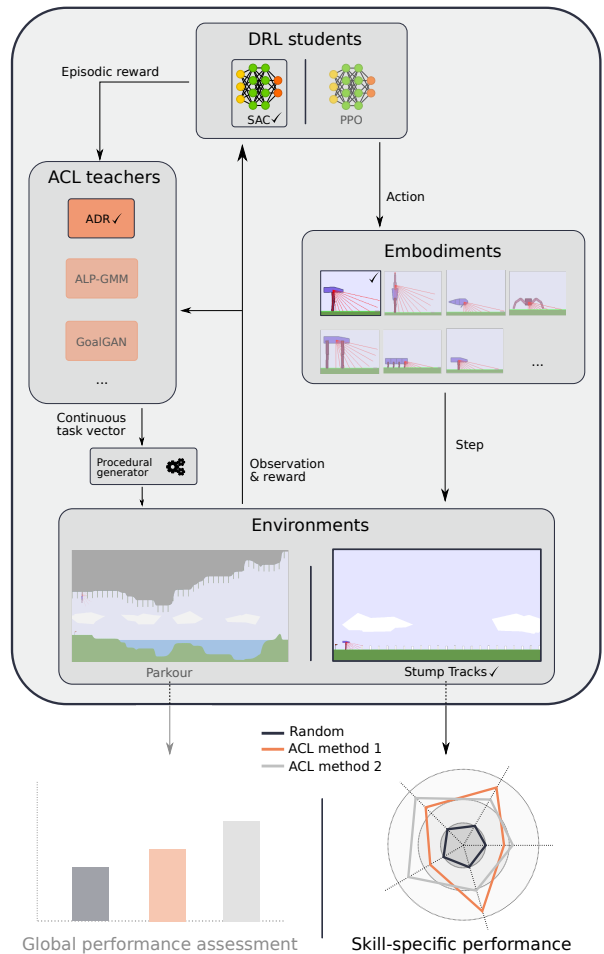 DRL students
SAC ✓
PPO
Episodic reward
ACL teachers
ADR ✓
ALP-GMM
GoalGAN
...
Action
Embodiments
✓
...
Continuous
task vector
Procedural
generator
Observation
& reward
Step
Environments
Parkour
Stump Tracks ✓
Random
ACL method 1
ACL method 2
Global performance assessment
Skill-specific performance